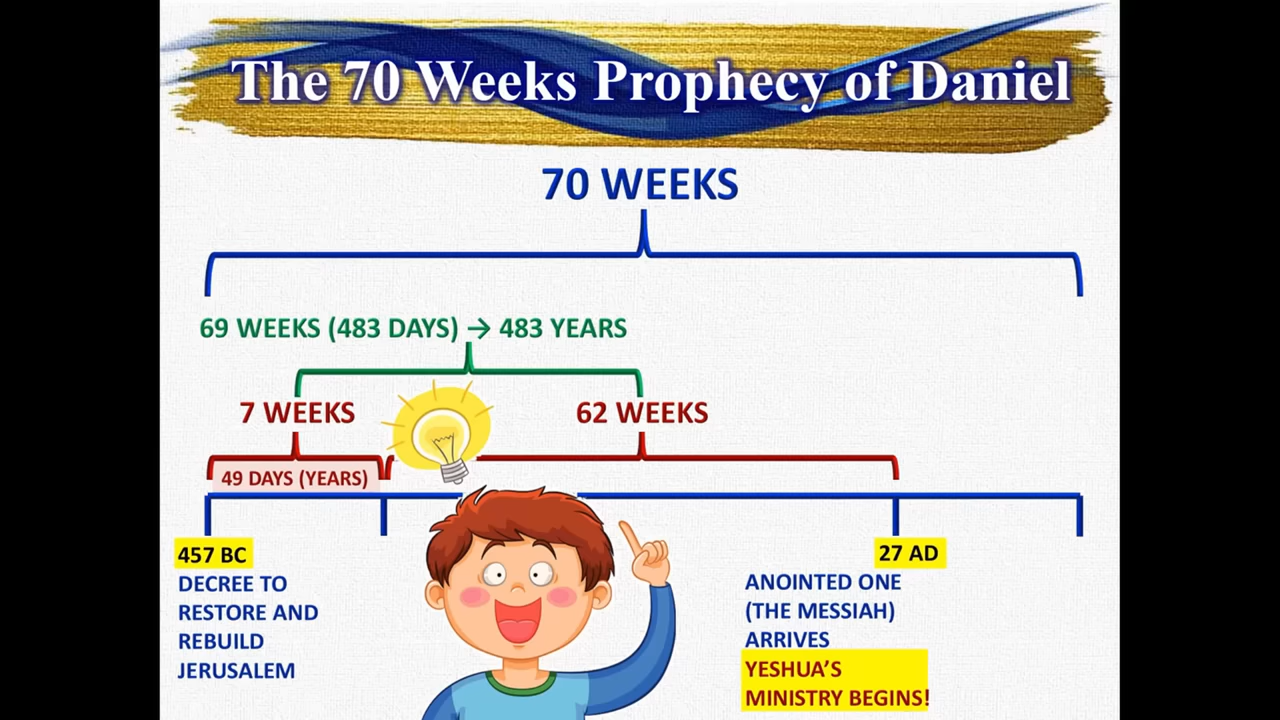 The 70 Weeks Prophecy of Daniel
70 WEEKS
69 WEEKS (483 DAYS) → 483 YEARS
7 WEEKS
62 WEEKS
49 DAYS (YEARS)
457 BC
DECREE TO
RESTORE AND
REBUILD
JERUSALEM
27 AD
ANOINTED ONE
(THE MESSIAH)
ARRIVES
YESHUA'S
MINISTRY BEGINS!